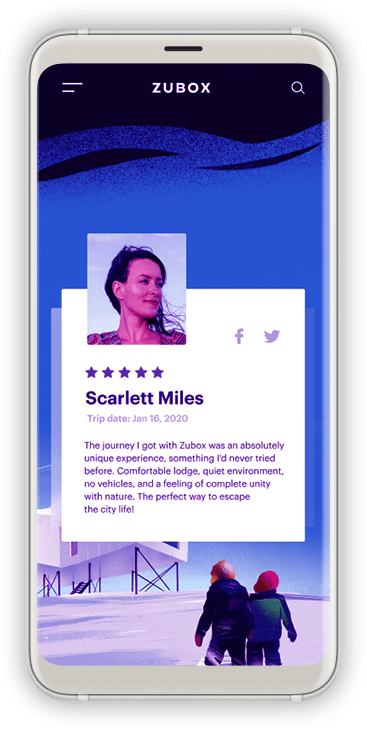 ZUBOX
Scarlett Miles
Trip date: Jan 16, 2020
The journey I got with Zubox was an absolutely
unique experience, something I'd never tried
before. Comfortable lodge, quiet environment,
no vehicles, and a feeling of complete unity
with nature. The perfect way to escape
the city life!